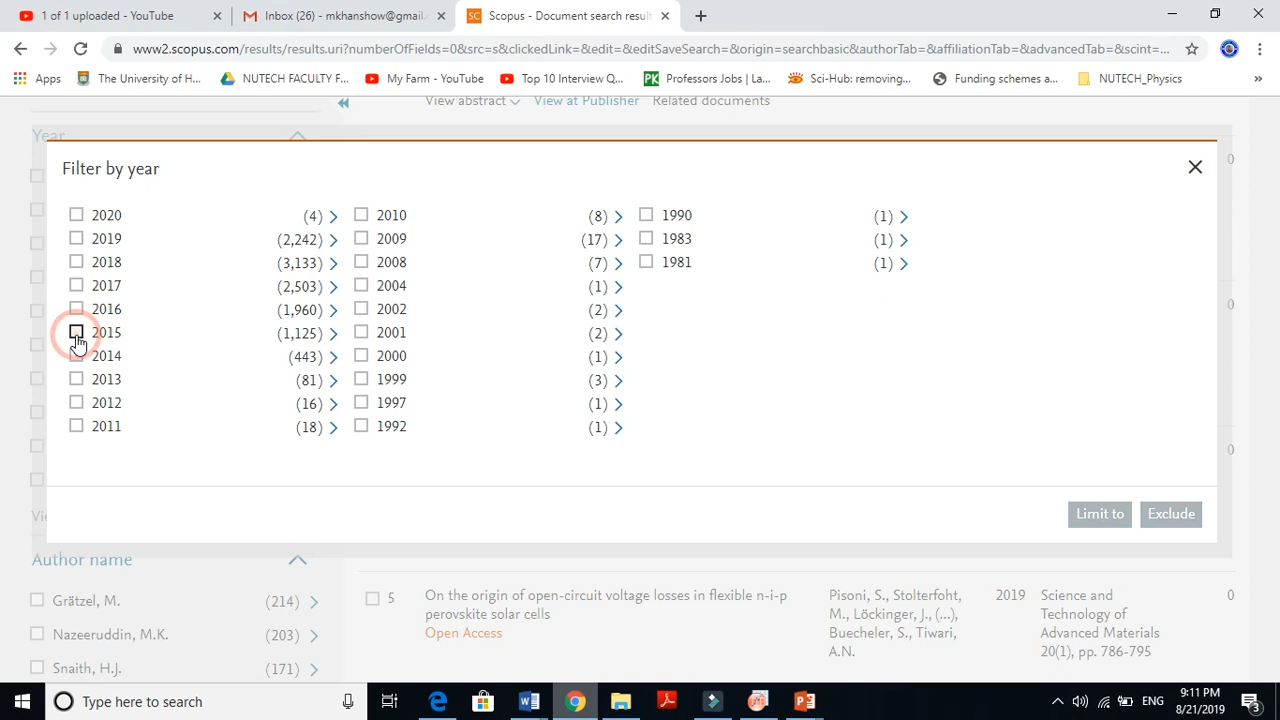 1 of 1 uploaded - YouTube
Inbox (26) - mkhanshow@gmail.c
Scopus - Document search result
www2.scopus.com/results/results.uri?numberOfFields=0&src=s&clickedLink=&edit=&editSaveSearch=&origin=searchbasic&authorTab=&affiliationTab=&advancedTab=&scint=...
Apps
The University of H...
NUTECH FACULTY F...
My Farm - YouTube
Top 10 Interview Q...
Professors Jobs | La...
Sci-Hub: removing...
Funding schemes a...
NUTECH_Physics
»
View abstract
View at Publisher
Related documents
Year
0
Filter by year
2020 (4)
2019 (2,242)
2018 (3,133)
2017 (2,503)
2016 (1,960)
2015 (1,125)
2014 (443)
2013 (81)
2012 (16)
2011 (18)
2010 (8)
2009 (17)
2008 (7)
2004 (1)
2002 (2)
2001 (2)
2000 (1)
1999 (3)
1997 (1)
1992 (1)
1990 (1)
1983 (1)
1981 (1)
0
0
Limit to
Exclude
Vie
Author name
Grätzel, M. (214)
Nazeeruddin, M.K. (203)
Snaith, H.J. (171)
5
On the origin of open-circuit voltage losses in flexible n-i-p
perovskite solar cells
Open Access
Pisoni, S., Stolterfoht,
M., Löckinger, J., (...),
Buecheler, S., Tiwari,
A.N.
2019
Science and
Technology of
Advanced Materials
20(1), pp. 786-795
0
Type here to search
ENG
9:11 PM
8/21/2019
3